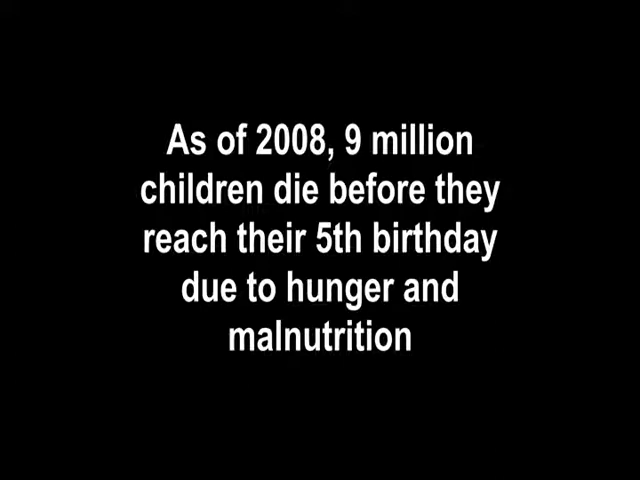 As of 2008, 9 million
children die before they
reach their 5th birthday
due to hunger and
malnutrition